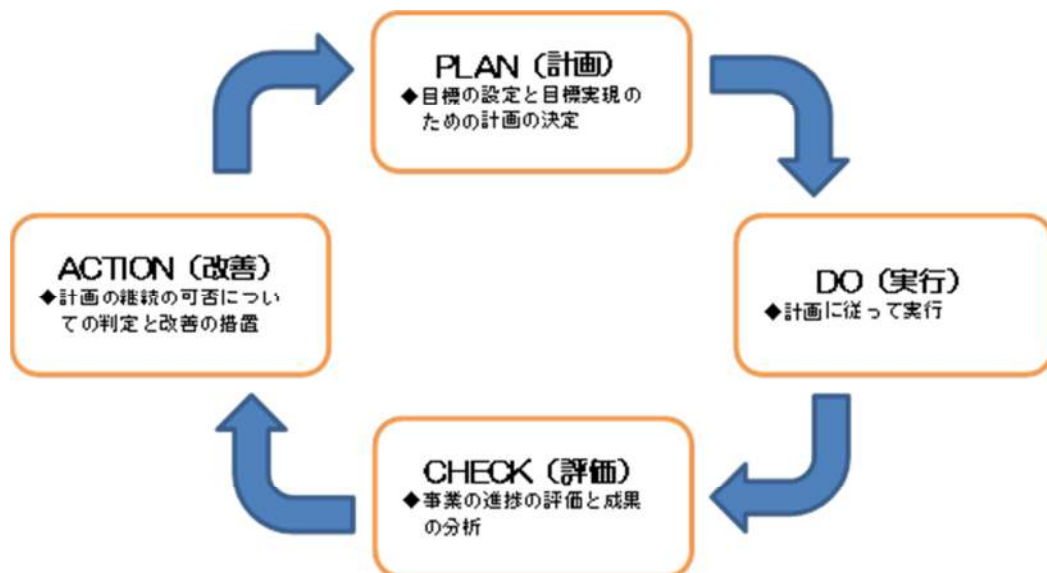 PLAN（計画）
◆目標の設定と目標実現の
ための計画の決定
DO（実行）
◆計画に従って実行
CHECK（評価）
◆事業の進捗の評価と成果
の分析
ACTION（改善）
◆計画の継続の可否につい
ての判定と改善の措置